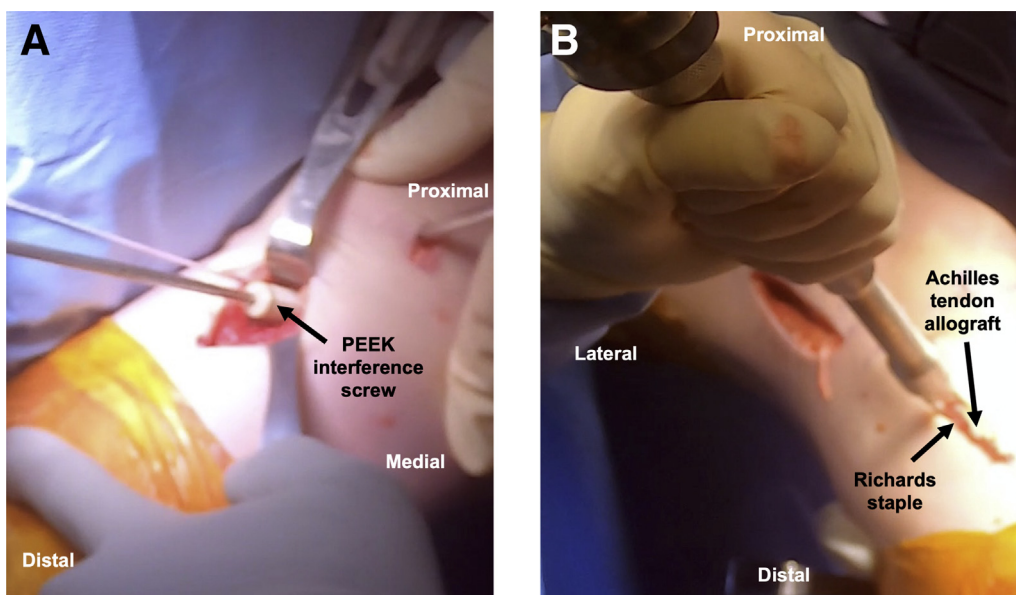 A
Proximal
PEEK
interference
screw
Medial
Distal
B
Proximal
Achilles
tendon
allograft
Lateral
Richards
staple
Distal